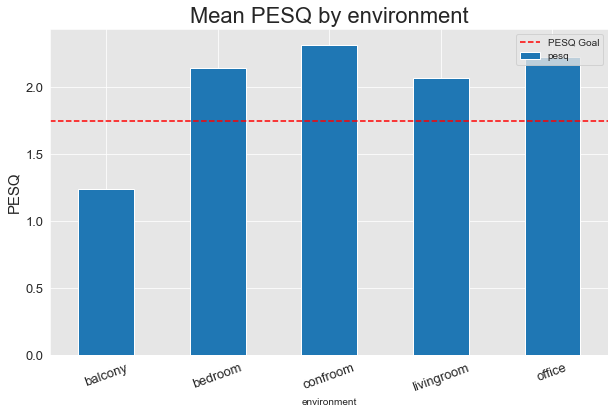 Mean PESQ by environment
PESQ Goal
pesq
PESQ
2.0
1.5
1.0
0.5
0.0
balcony
bedroom
confroom
livingroom
office
environment